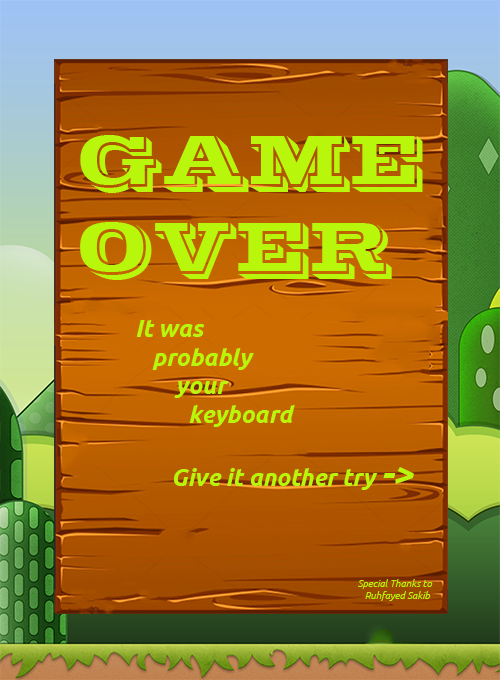 GAME
OVER
It was
probably
your
keyboard
Give it another try ->
Special Thanks to
Ruhfayed Sakib